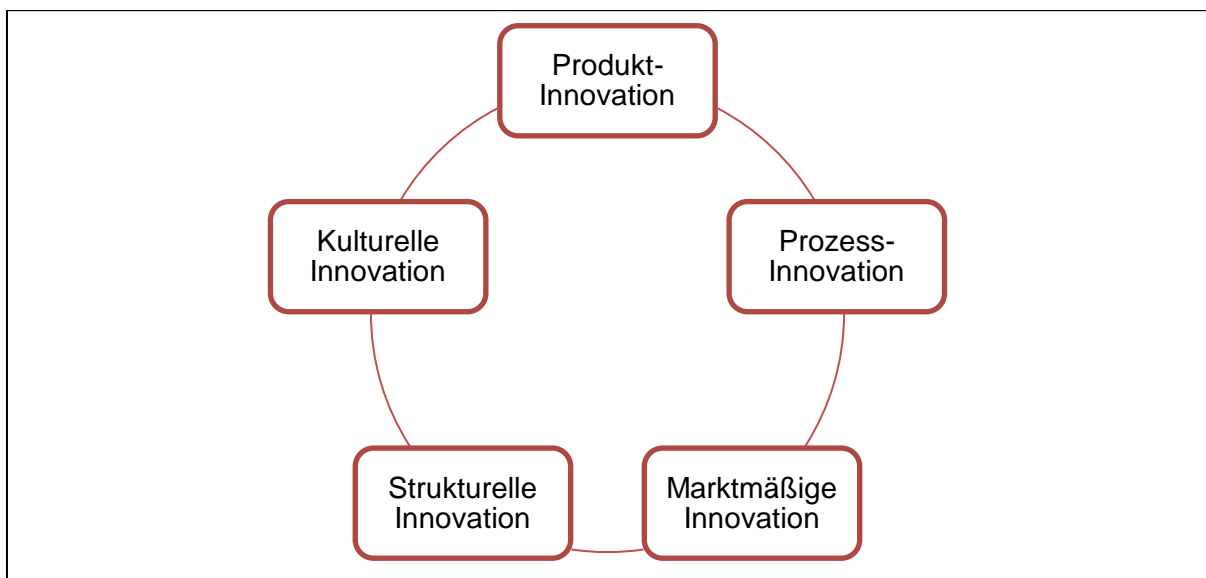 Produkt-
Innovation
Prozess-
Innovation
Marktmäßige
Innovation
Strukturelle
Innovation
Kulturelle
Innovation